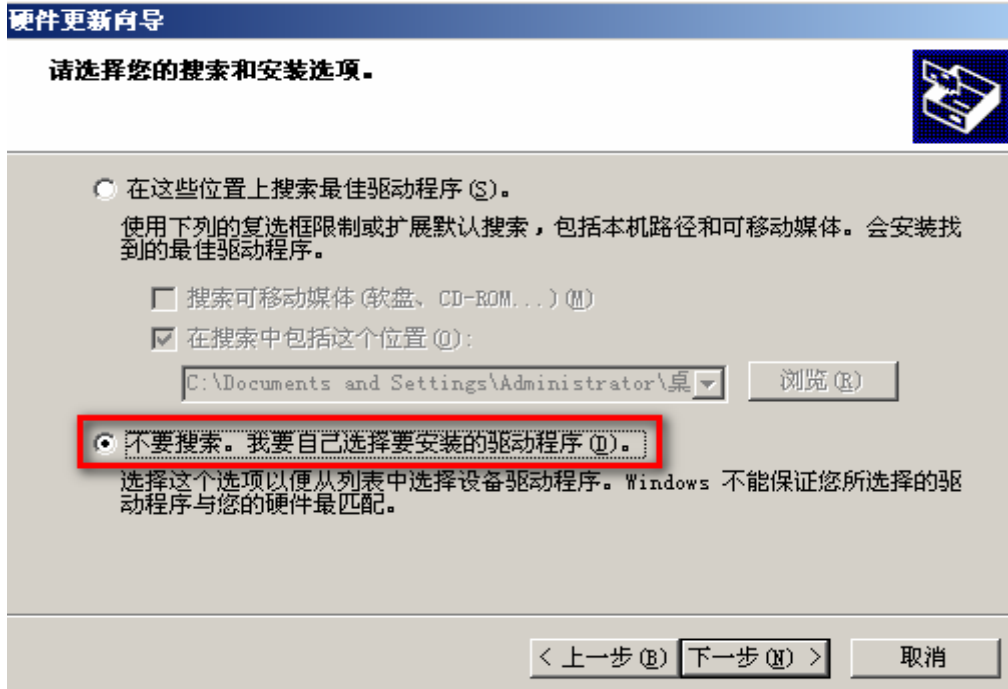 硬件更新向导
请选择您的搜索和安装选项。
在这些位置上搜索最佳驱动程序(S)。
使用下列的复选框限制或扩展默认搜索，包括本机路径和可移动媒体。会安装找
到的最佳驱动程序。
搜索可移动媒体(软盘、CD-ROM...)(M)
在搜索中包括这个位置(O):
C:\Documents and Settings\Administrator\桌
浏览(R)
不要搜索。我要自己选择要安装的驱动程序(D)。
选择这个选项以便从列表中选择设备驱动程序。Windows 不能保证您所选择的驱
动程序与您的硬件最匹配。
< 上一步(B) 下一步(N) > 取消